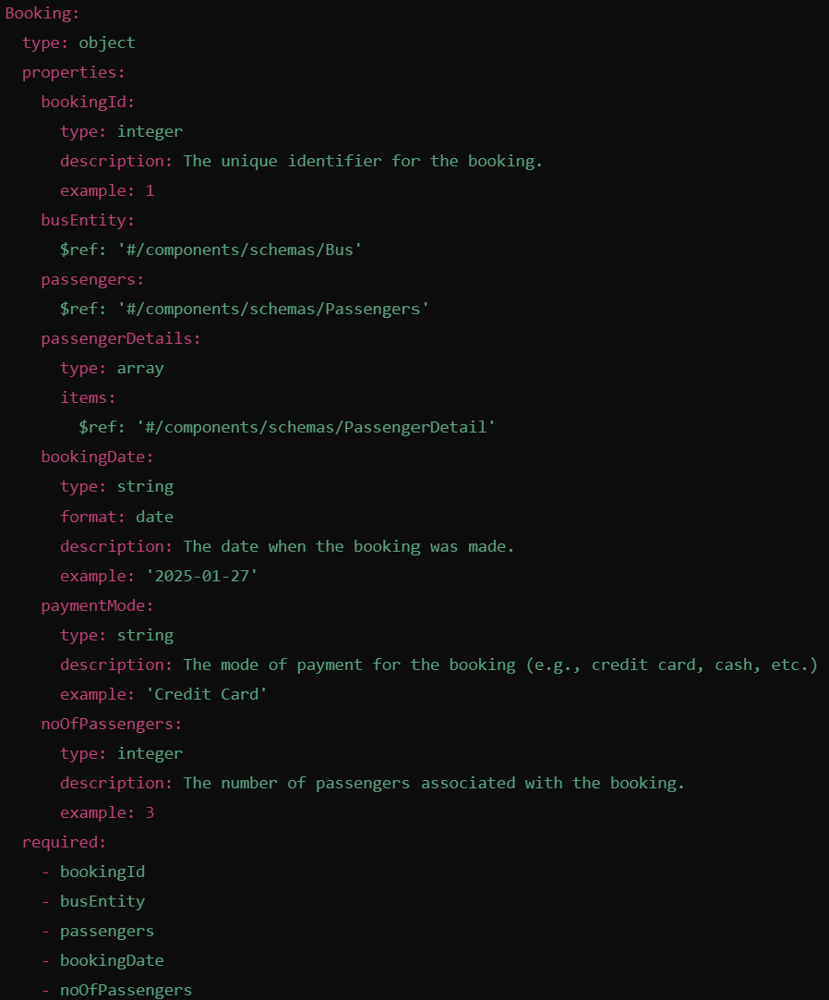 Booking:
  type: object
  properties:
    bookingId:
      type: integer
      description: The unique identifier for the booking.
      example: 1
    busEntity:
      $ref: '#/components/schemas/Bus'
    passengers:
      $ref: '#/components/schemas/Passengers'
    passengerDetails:
      type: array
      items:
        $ref: '#/components/schemas/PassengerDetail'
    bookingDate:
      type: string
      format: date
      description: The date when the booking was made.
      example: '2025-01-27'
    paymentMode:
      type: string
      description: The mode of payment for the booking (e.g., credit card, cash, etc.)
      example: 'Credit Card'
    noOfPassengers:
      type: integer
      description: The number of passengers associated with the booking.
      example: 3
  required:
    - bookingId
    - busEntity
    - passengers
    - bookingDate
    - noOfPassengers